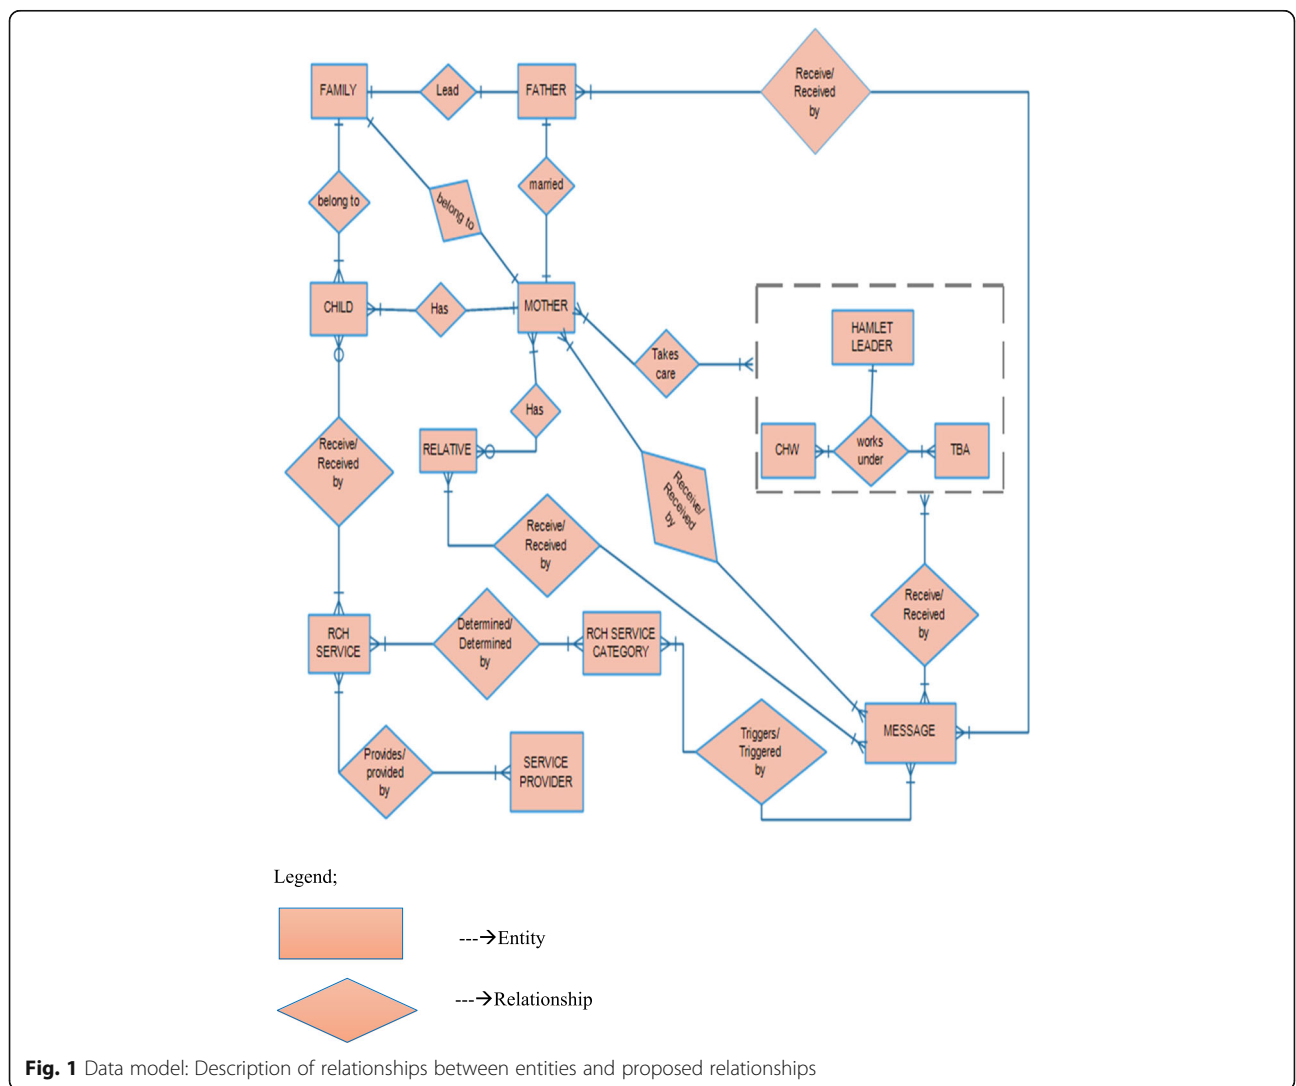 Receive/
Received
by
FAMILY
Lead
FATHER
belong to
belong to
married
CHILD
Has
MOTHER
HAMLET
LEADER
Takes
care
Has
RELATIVE
CHW
works
under
TBA
Receive/
Received
by
Receive/
Received
by
Receive/
Received
by
Receive/
Received
by
RCH
SERVICE
Determined/
Determined
by
RCH SERVICE
CATEGORY
MESSAGE
Triggers/
Triggered
by
Provides/
provided
by
SERVICE
PROVIDER
Legend;
---→Entity
---→Relationship
Fig. 1 Data model: Description of relationships between entities and proposed relationships